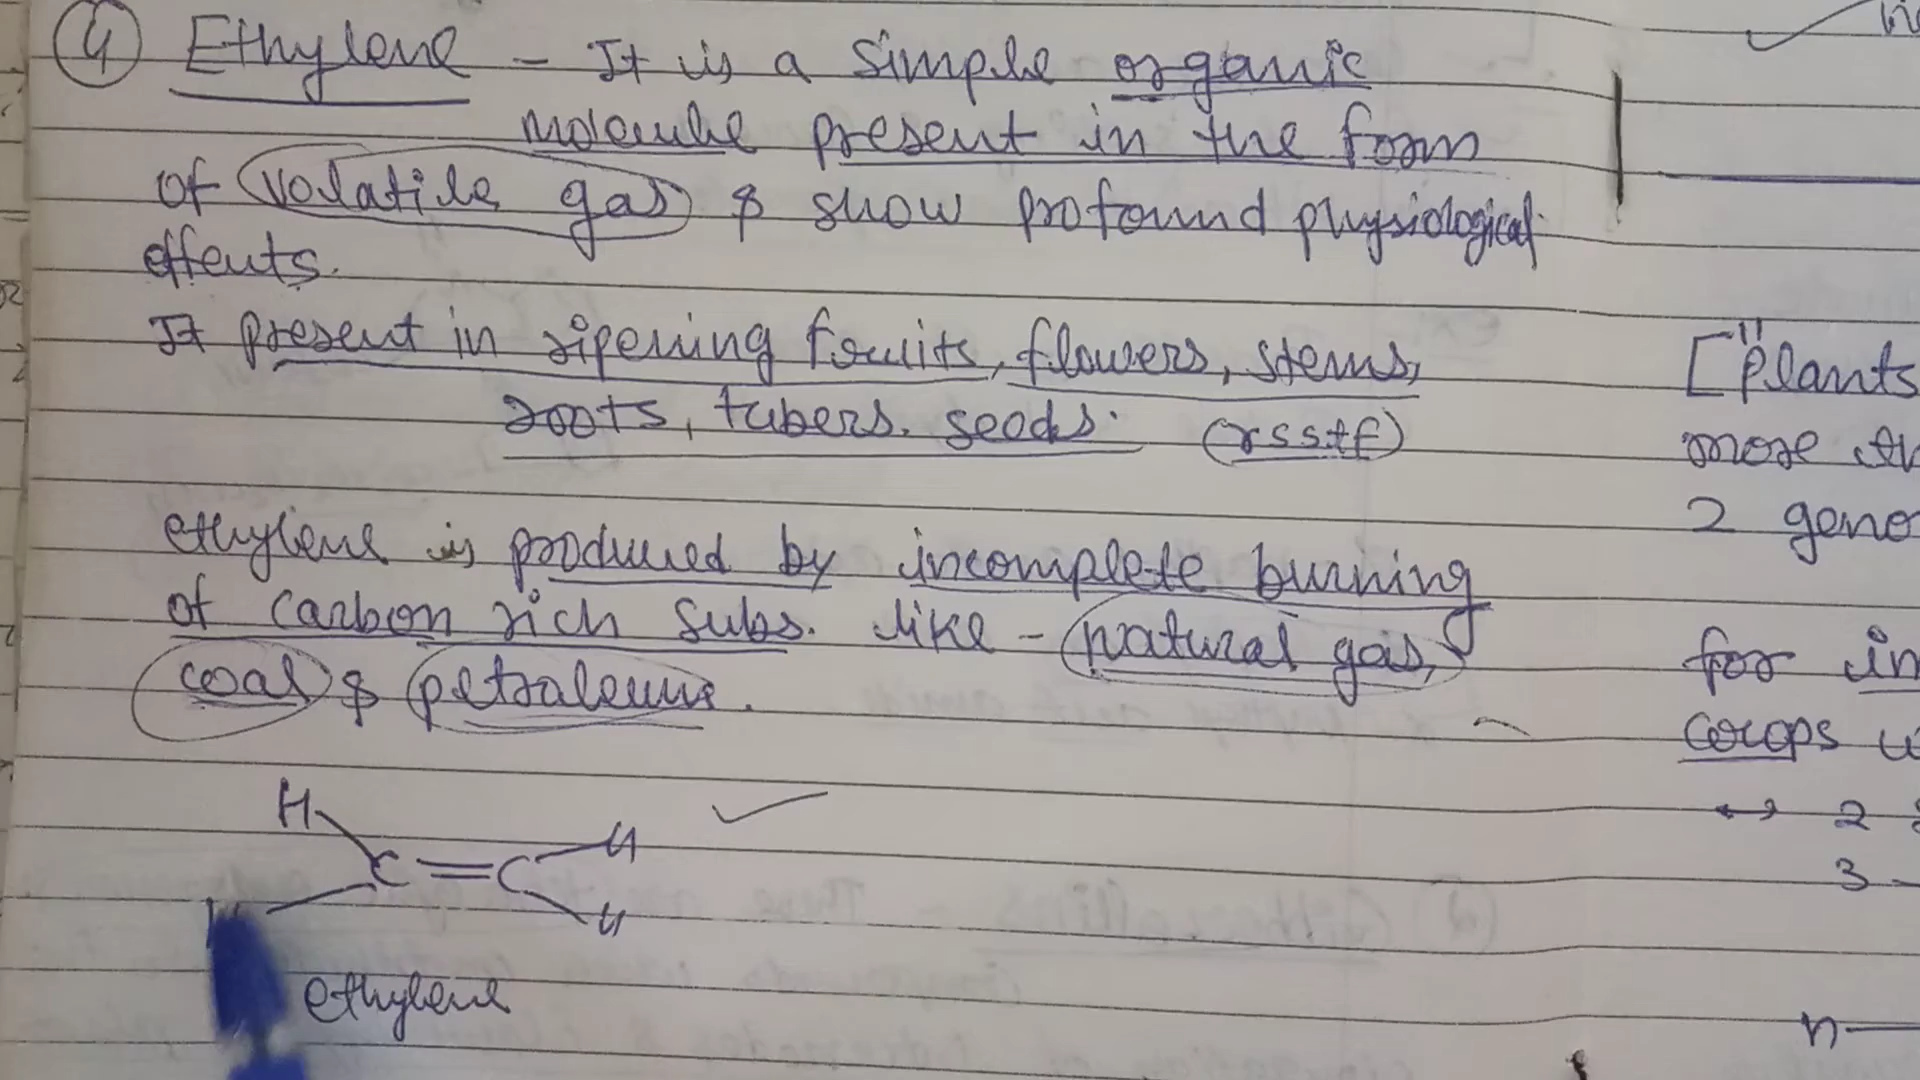 4 Ethylene - It is a simple organic
molecule present in the form
of volatile gas & show profound physiological
effects.
It present in ripening fruits, flowers, stems,
roots, tubers. seeds. (rsstf)
ethylene is produced by incomplete burning
of carbon rich subs. like - natural gas,
coal & petraleum.
H
C = C
H
H
ethylene
["Plants
more
2 geno
for in
crops
↔ 2
3 -
n